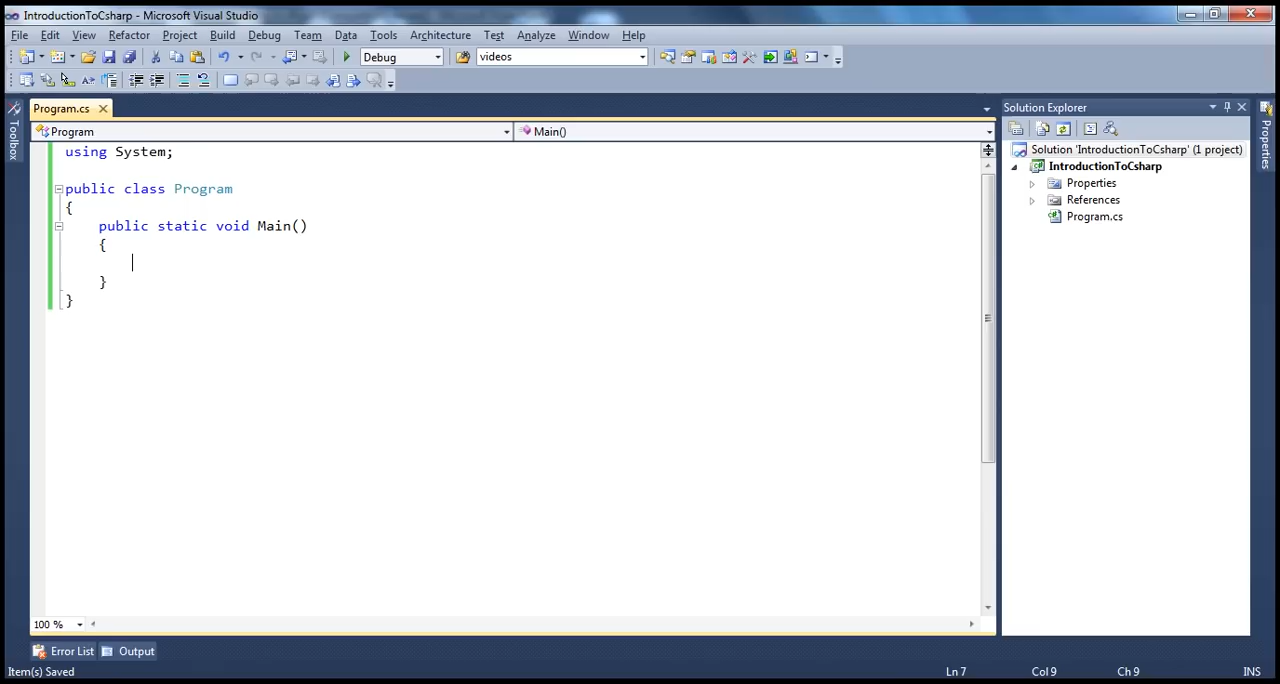 IntroductionToCsharp - Microsoft Visual Studio
File Edit View Refactor Project Build Debug Team Data Tools Architecture Test Analyze Window Help
Debug videos
Program.cs
Solution Explorer
Program Main()
Toolbox
Properties
using System;
public class Program
{
public static void Main()
{
}
}
Solution 'IntroductionToCsharp' (1 project)
IntroductionToCsharp
Properties
References
Program.cs
100 %
Error List Output
Item(s) Saved Ln 7 Col 9 Ch 9 INS